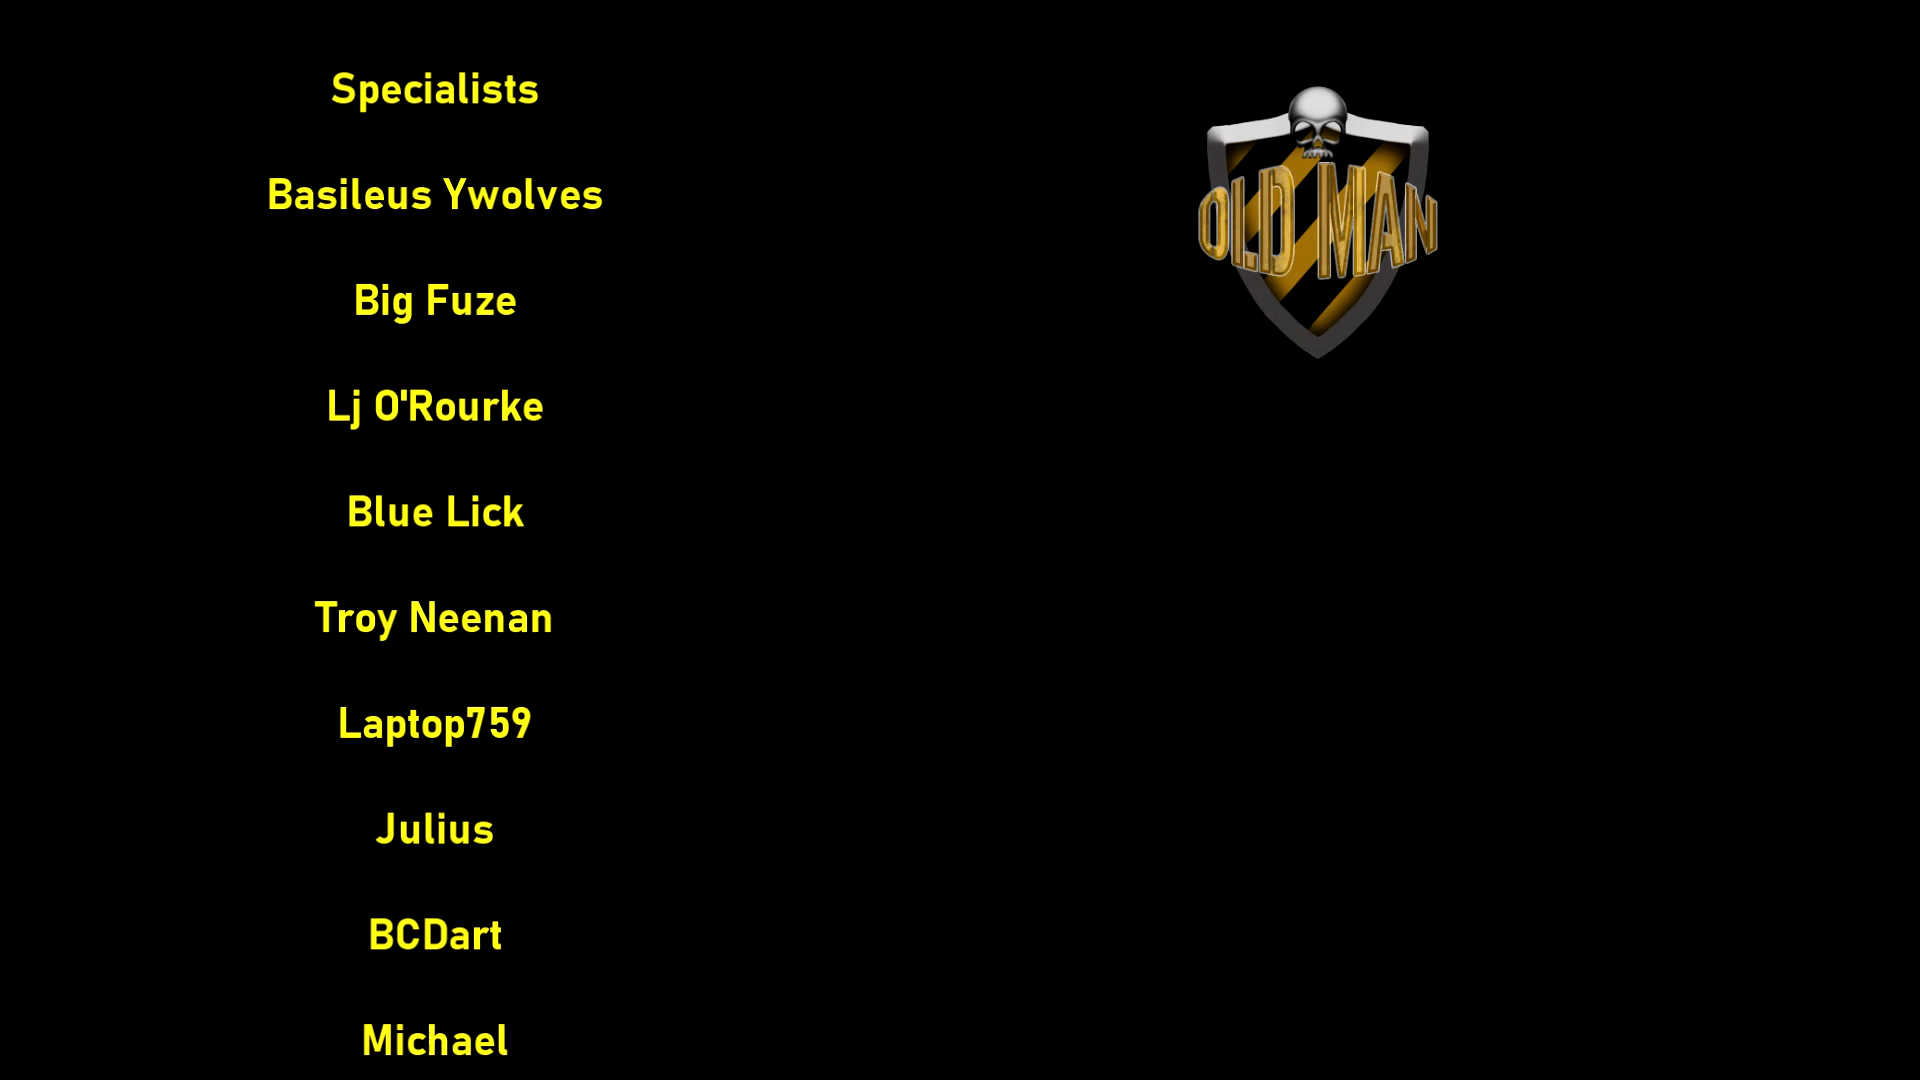 Specialists
Basileus Ywolves
Big Fuze
Lj O'Rourke
Blue Lick
Troy Neenan
Laptop759
Julius
BCDart
Michael
OLD MAN